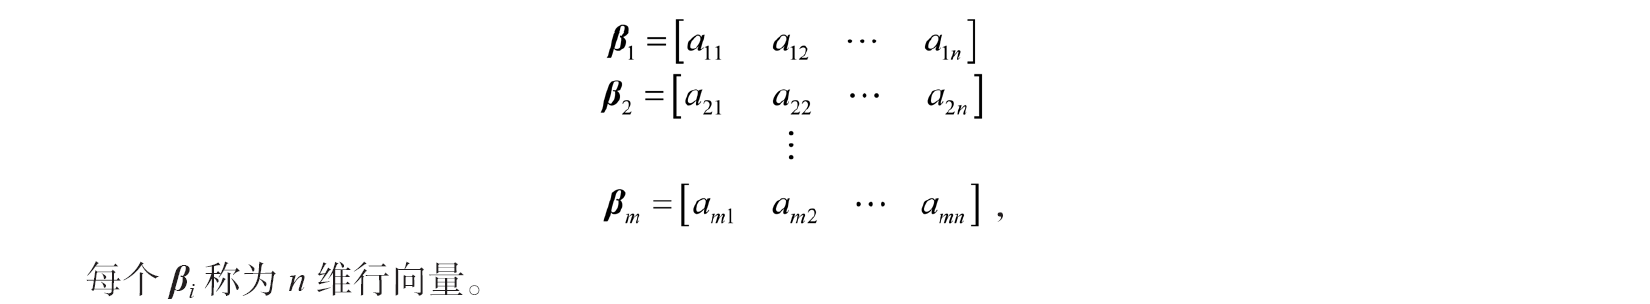 β₁ = [a₁₁ a₁₂ ⋯ a₁ₙ]
β₂ = [a₂₁ a₂₂ ⋯ a₂ₙ]
⋮
βₘ = [aₘ₁ aₘ₂ ⋯ aₘₙ] ,
每个 βᵢ 称为 n 维行向量。